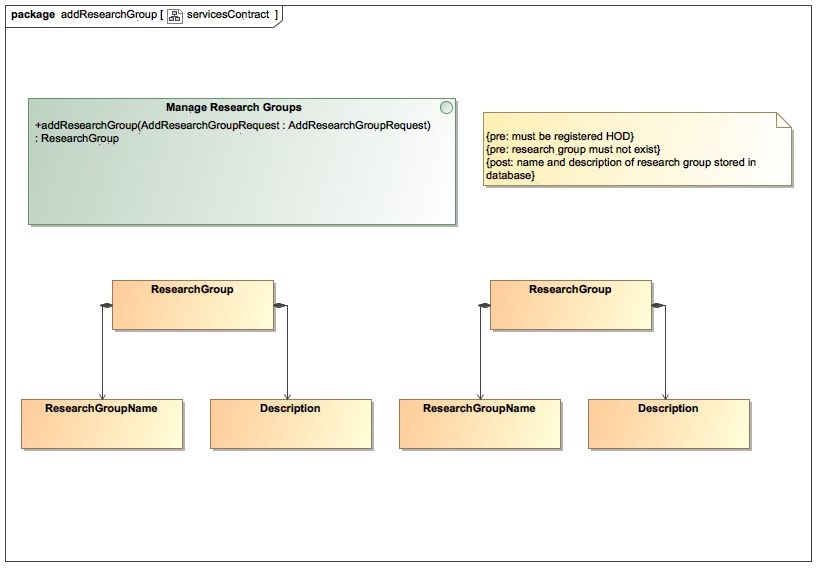 package addResearchGroup [ servicesContract ]
Manage Research Groups
+addResearchGroup(AddResearchGroupRequest : AddResearchGroupRequest)
: ResearchGroup
{pre: must be registered HOD}
{pre: research group must not exist}
{post: name and description of research group stored in
database}
ResearchGroup
ResearchGroup
ResearchGroupName
Description
ResearchGroupName
Description